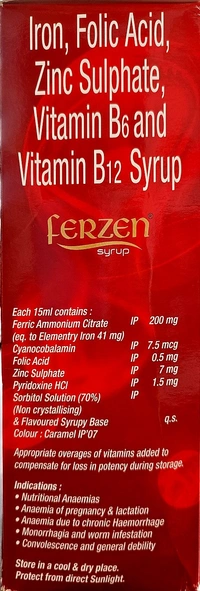 Iron, Folic Acid,
Zinc Sulphate,
Vitamin B6 and
Vitamin B12 Syrup
FERZEN
syrup
Each 15ml contains :
Ferric Ammonium Citrate IP 200 mg
(eq. to Elementry Iron 41 mg)
Cyanocobalamin IP 7.5 mcg
Folic Acid IP 0.5 mg
Zinc Sulphate IP 7 mg
Pyridoxine HCl IP 1.5 mg
Sorbitol Solution (70%) IP
(Non crystallising)
& Flavoured Syrupy Base q.s.
Colour : Caramel IP'07
Appropriate overages of vitamins added to
compensate for loss in potency during storage.
Indications :
• Nutritional Anaemias
• Anaemia of pregnancy & lactation
• Anaemia due to chronic Haemorrhage
• Monorrhagia and worm infestation
• Convolescence and general debility
Store in a cool & dry place.
Protect from direct Sunlight.